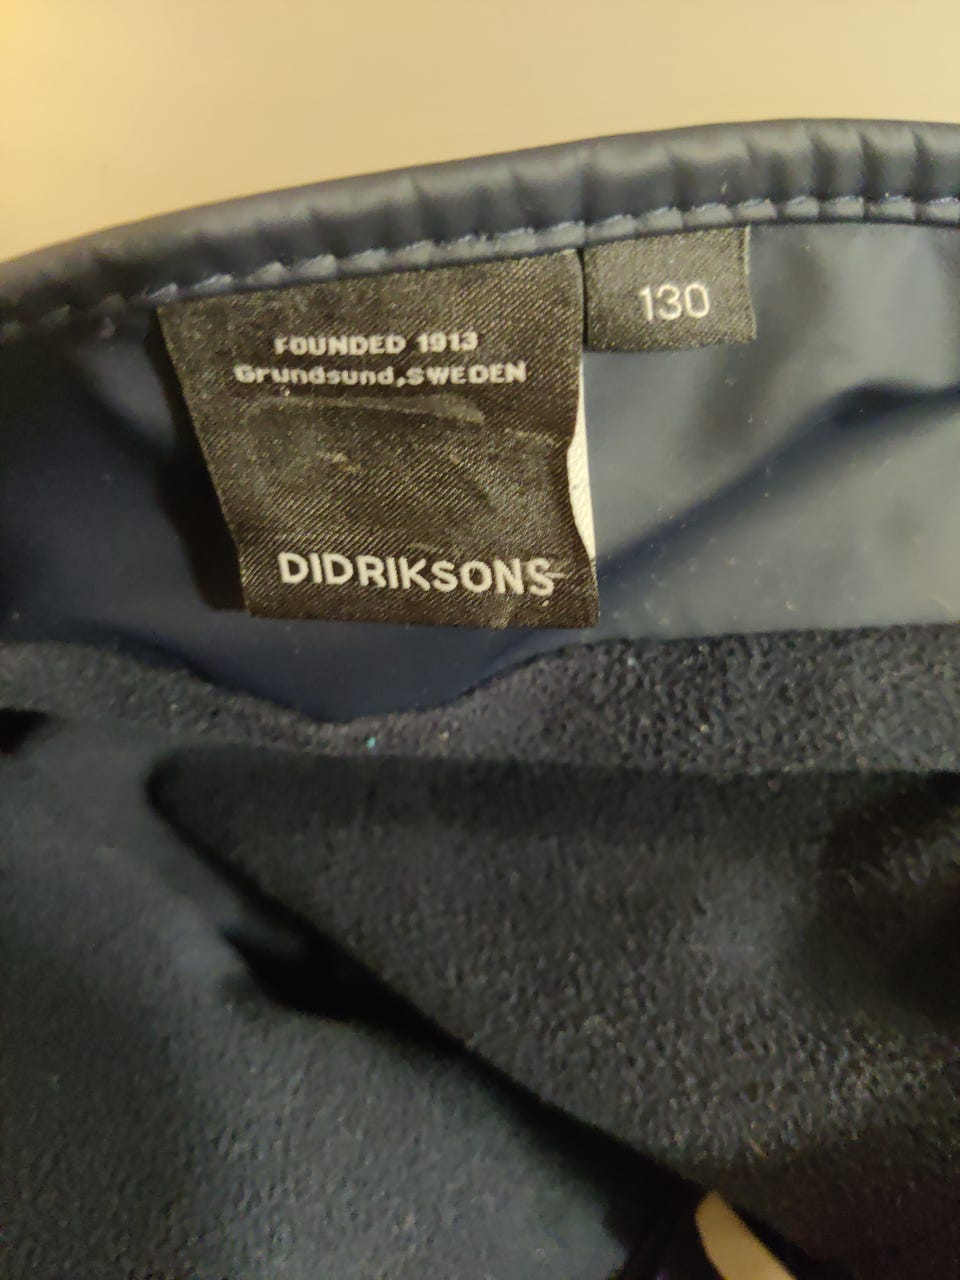 FOUNDED 1913
Grundsund,SWEDEN
DIDRIKSONS
130